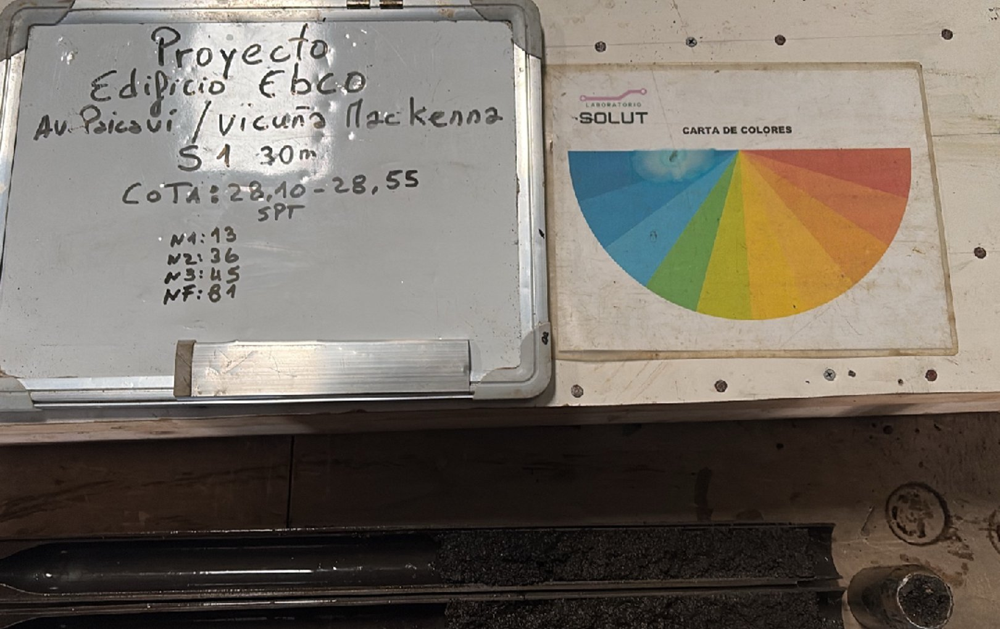 Proyecto
Edificio Ebco
Av. Paicavi / Vicuña Mackenna
S1 30m
COTA: 28,10-28,55
SPT
N1: 13
N2: 36
N3: 45
NF: 81
LABORATORIO
SOLUT
CARTA DE COLORES